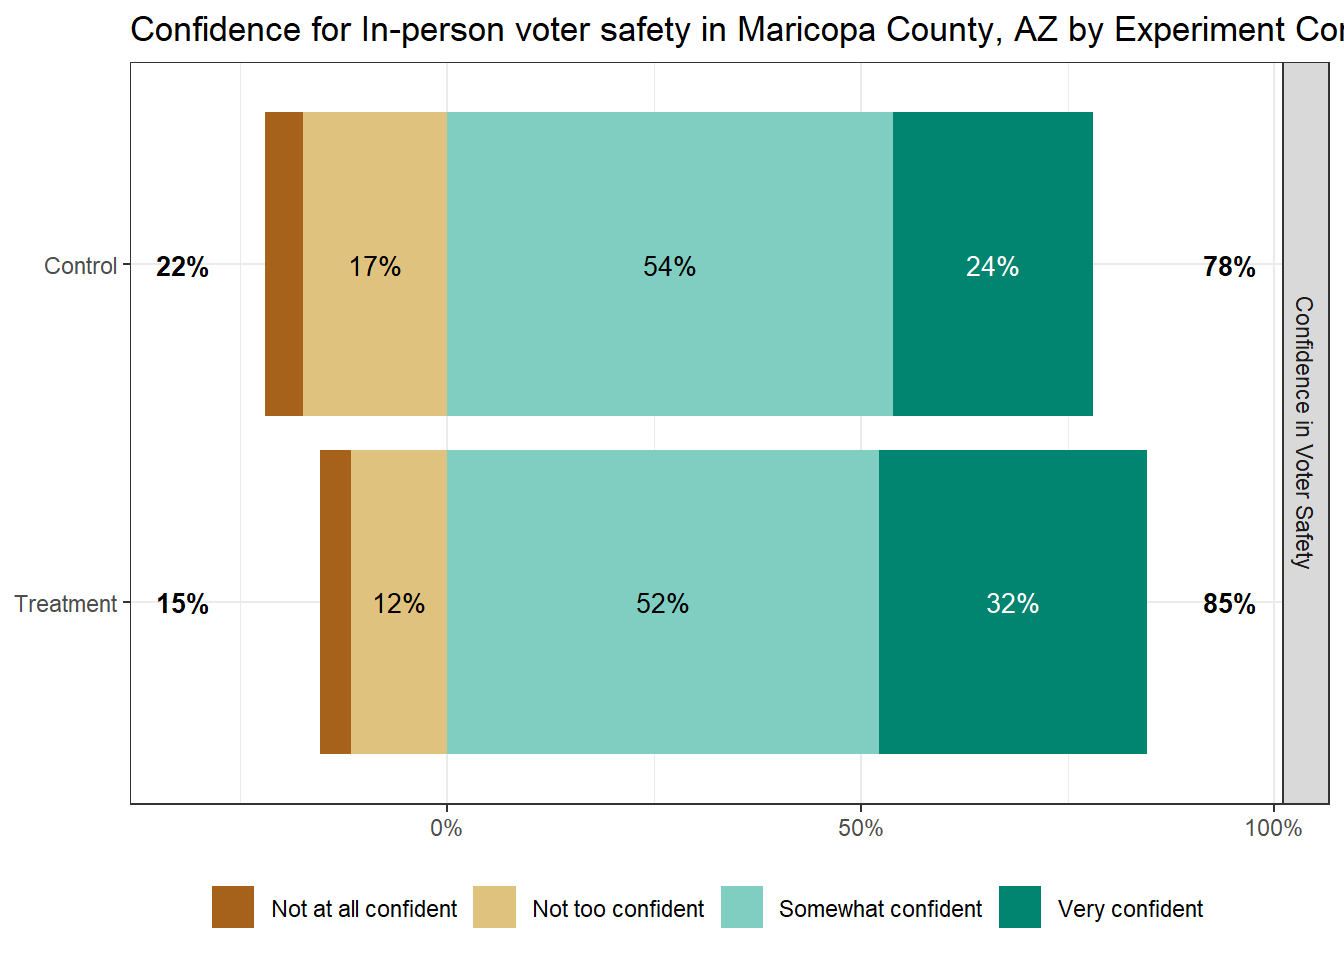 Confidence for In-person voter safety in Maricopa County, AZ by Experiment Con
Control 22% 17% 54% 24% 78%
Treatment 15% 12% 52% 32% 85%
Confidence in Voter Safety
0% 50% 100%
Not at all confident Not too confident Somewhat confident Very confident